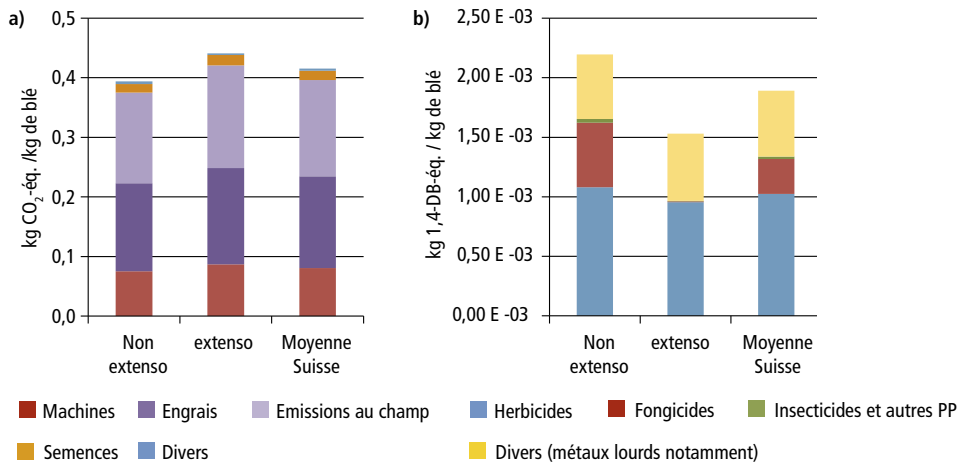 a)
kg CO2-éq. /kg de blé
0,5
0,4
0,3
0,2
0,1
0,0
Non extenso
extenso
Moyenne Suisse
Machines
Engrais
Emissions au champ
Semences
Divers
b)
kg 1,4-DB-éq. / kg de blé
2,50 E -03
2,00 E -03
1,50 E -03
1,00 E -03
0,50 E -03
0,00 E -03
Non extenso
extenso
Moyenne Suisse
Herbicides
Fongicides
Insecticides et autres PP
Divers (métaux lourds notamment)